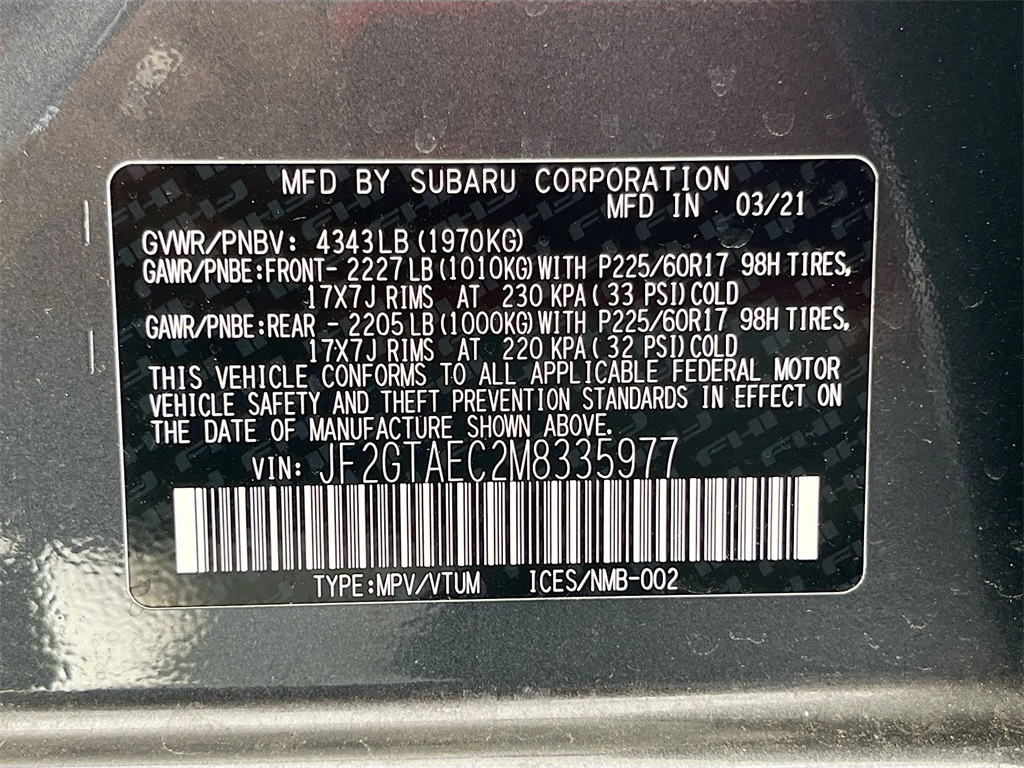 MFD BY SUBARU CORPORATION
MFD IN 03/21
GVWR/PNBV: 4343LB(1970KG)
GAWR/PNBE:FRONT- 2227LB(1010KG)WITH P225/60R17 98H TIRES,
17X7J RIMS AT 230 KPA(33 PSI)COLD
GAWR/PNBE:REAR - 2205LB(1000KG)WITH P225/60R17 98H TIRES,
17X7J RIMS AT 220 KPA(32 PSI)COLD
THIS VEHICLE CONFORMS TO ALL APPLICABLE FEDERAL MOTOR
VEHICLE SAFETY AND THEFT PREVENTION STANDARDS IN EFFECT ON
THE DATE OF MANUFACTURE SHOWN ABOVE.
VIN: JF2GTAEC2M8335977
TYPE:MPV/VTUM ICES/NMB-002